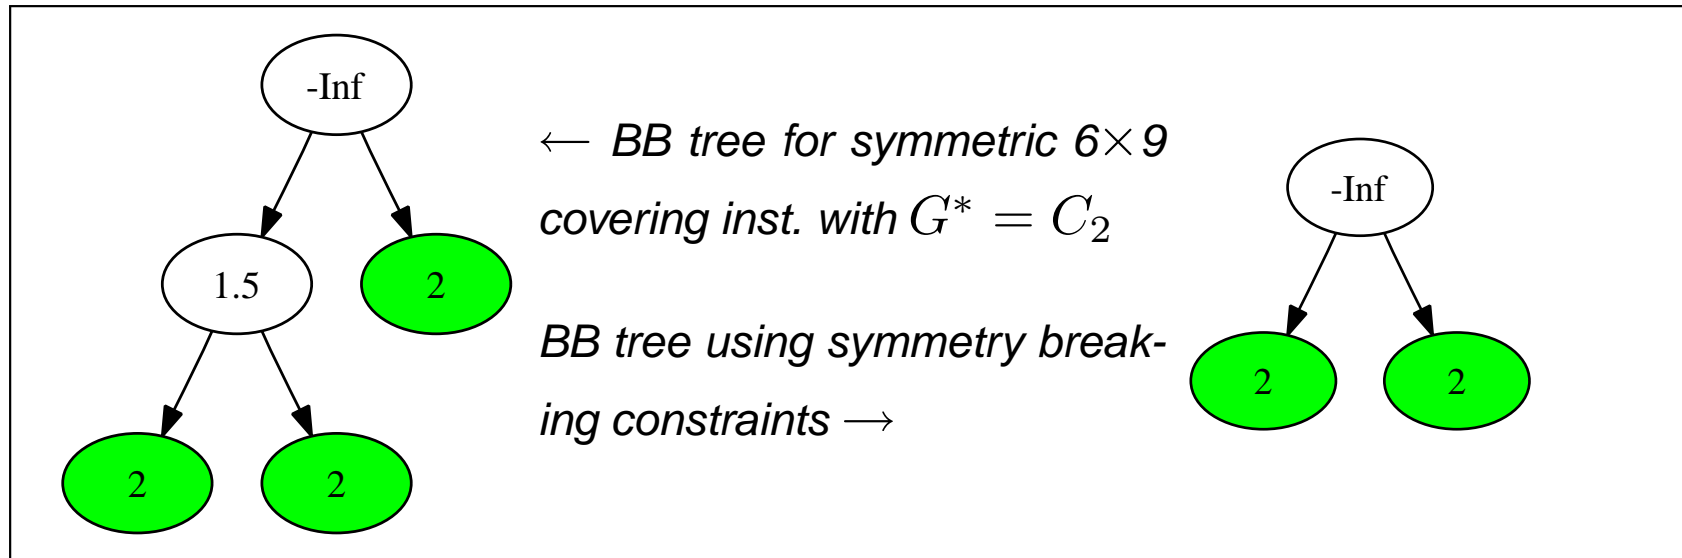 -Inf
1.5
2
2
2
← BB tree for symmetric 6×9
covering inst. with G* = C₂
BB tree using symmetry break-
ing constraints →
-Inf
2
2